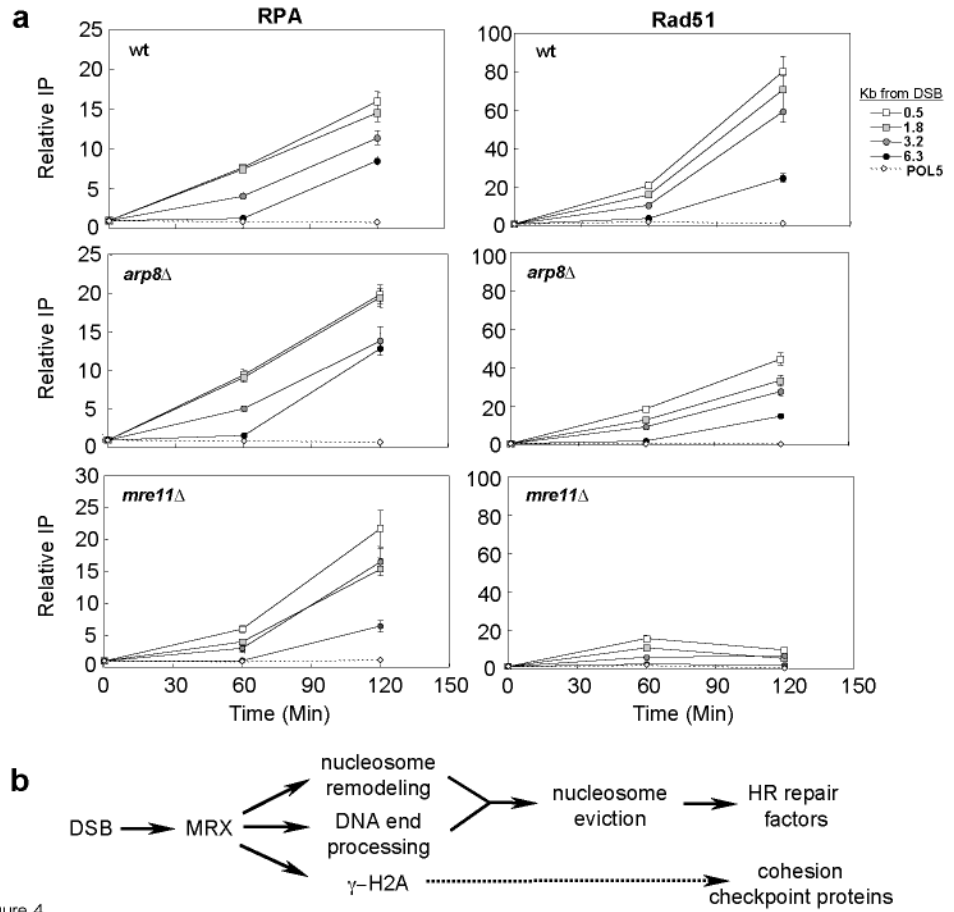 a
RPA
Rad51
25
20
15
10
5
0
Relative IP
wt
100
80
60
40
20
0
wt
Kb from DSB
0.5
1.8
3.2
6.3
POL5
25
20
15
10
5
0
Relative IP
arp8Δ
100
80
60
40
20
0
arp8Δ
30
25
20
15
10
5
0
Relative IP
mre11Δ
0 30 60 90 120 150
Time (Min)
100
80
60
40
20
0
mre11Δ
0 30 60 90 120 150
Time (Min)
b
DSB
MRX
nucleosome
remodeling
DNA end
processing
γ-H2A
nucleosome
eviction
HR repair
factors
cohesion
checkpoint proteins